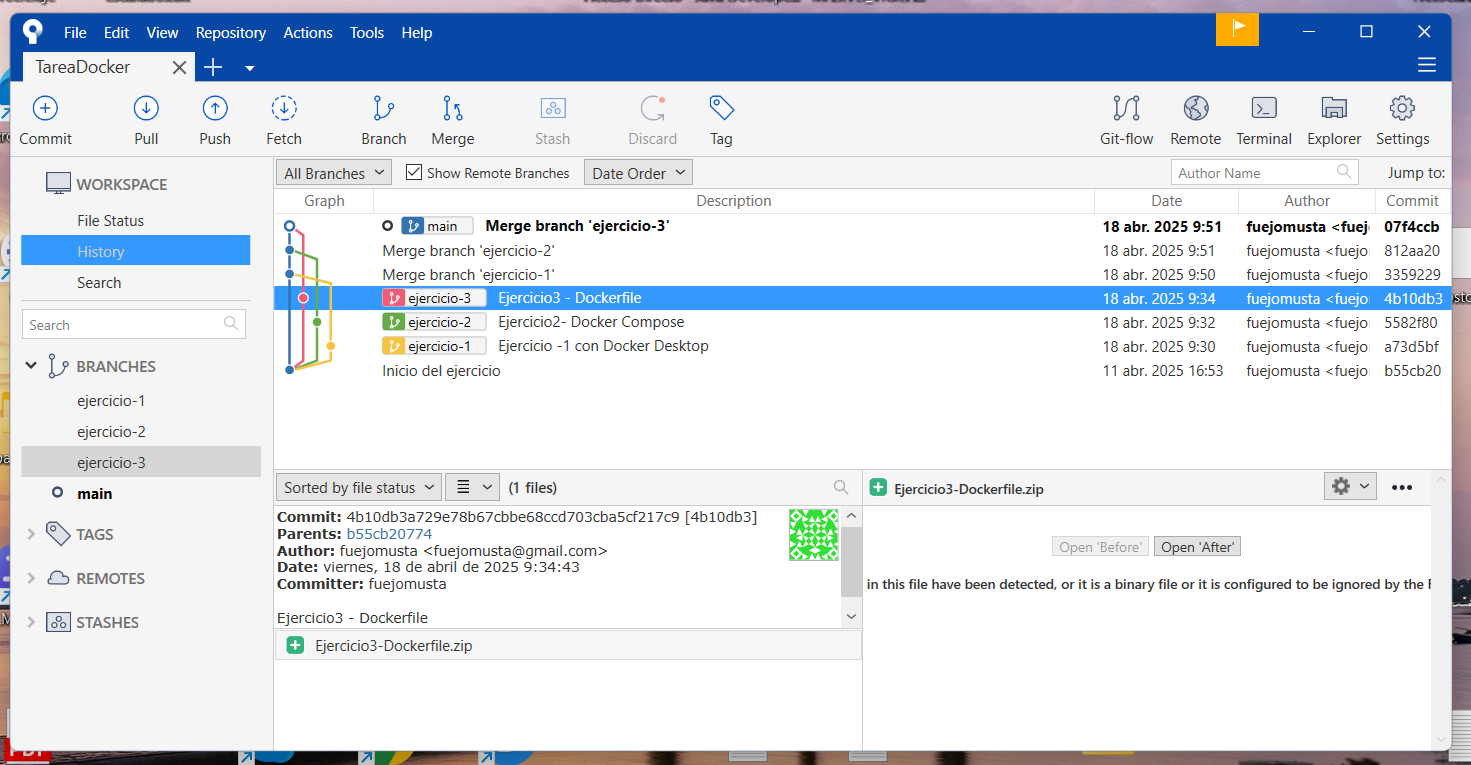 File Edit View Repository Actions Tools Help
TareaDocker
Commit Pull Push Fetch Branch Merge Stash Discard Tag Git-flow Remote Terminal Explorer Settings
WORKSPACE
File Status
History
Search
Search
BRANCHES
ejercicio-1
ejercicio-2
ejercicio-3
main
TAGS
REMOTES
STASHES
All Branches Show Remote Branches Date Order Author Name Jump to:
Graph Description Date Author Commit
main Merge branch 'ejercicio-3' 18 abr. 2025 9:51 fuejomusta <fuej 07f4ccb
Merge branch 'ejercicio-2' 18 abr. 2025 9:51 fuejomusta <fuejo 812aa20
Merge branch 'ejercicio-1' 18 abr. 2025 9:50 fuejomusta <fuejo 3359229
ejercicio-3 Ejercicio3 - Dockerfile 18 abr. 2025 9:34 fuejomusta <fuejo 4b10db3
ejercicio-2 Ejercicio2- Docker Compose 18 abr. 2025 9:32 fuejomusta <fuejo 5582f80
ejercicio-1 Ejercicio -1 con Docker Desktop 18 abr. 2025 9:30 fuejomusta <fuejo a73d5bf
Inicio del ejercicio 11 abr. 2025 16:53 fuejomusta <fuejo b55cb20
Sorted by file status (1 files)
Commit: 4b10db3a729e78b67cbbe68ccd703cba5cf217c9 [4b10db3]
Parents: b55cb20774
Author: fuejomusta <fuejomusta@gmail.com>
Date: viernes, 18 de abril de 2025 9:34:43
Committer: fuejomusta
Ejercicio3 - Dockerfile
Ejercicio3-Dockerfile.zip
Ejercicio3-Dockerfile.zip
Open 'Before' Open 'After'
in this file have been detected, or it is a binary file or it is configured to be ignored by the